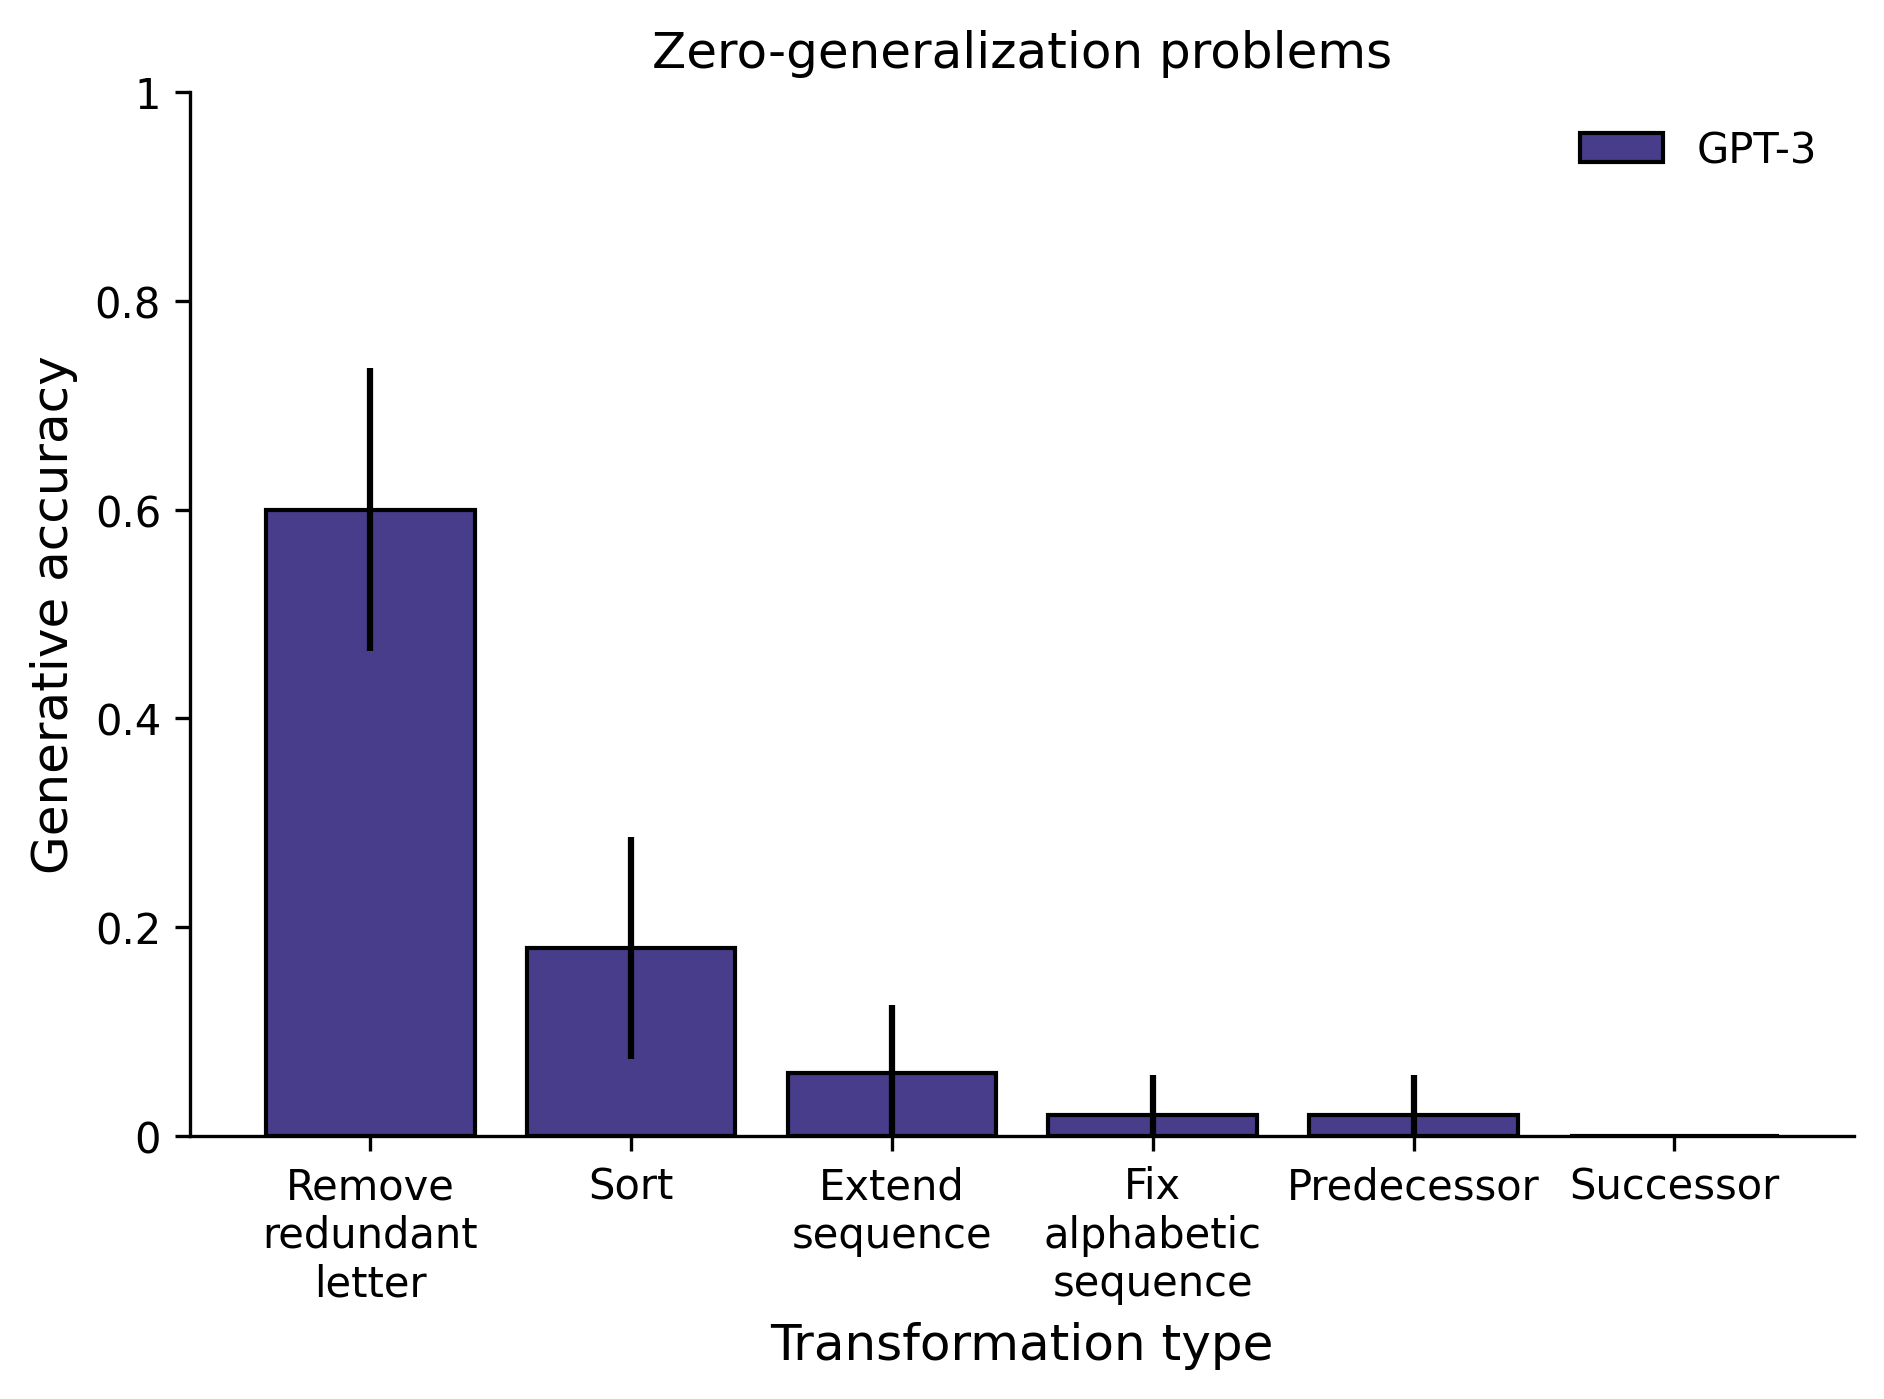 Zero-generalization problems
GPT-3
Generative accuracy
1
0.8
0.6
0.4
0.2
0
Remove
redundant
letter
Sort
Extend
sequence
Fix
alphabetic
sequence
Predecessor
Successor
Transformation type